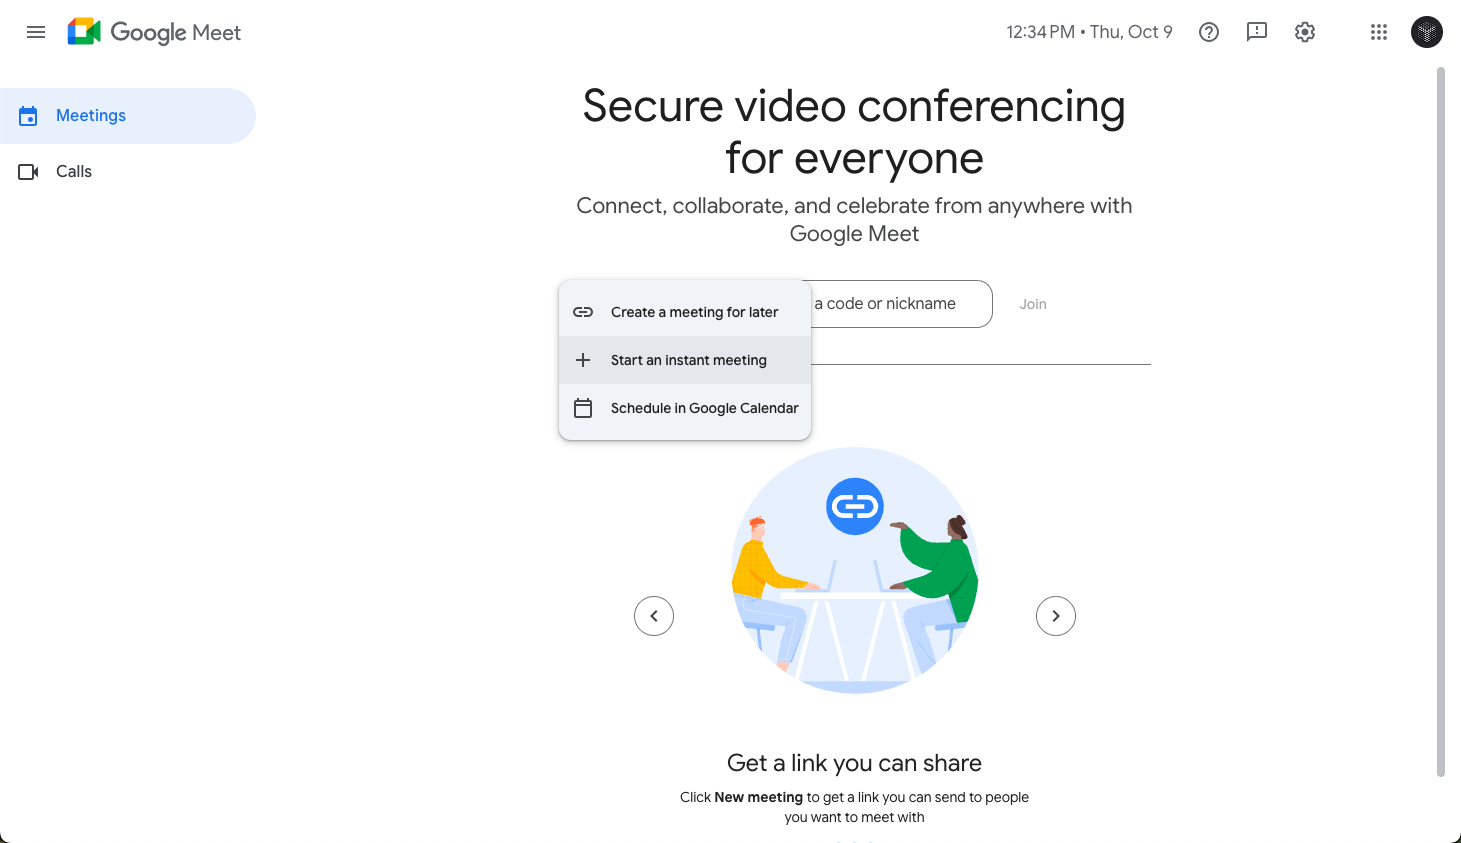 Google Meet
12:34 PM • Thu, Oct 9
Meetings
Calls
Secure video conferencing
for everyone
Connect, collaborate, and celebrate from anywhere with
Google Meet
Create a meeting for later
Start an instant meeting
Schedule in Google Calendar
a code or nickname
Join
Get a link you can share
Click New meeting to get a link you can send to people
you want to meet with